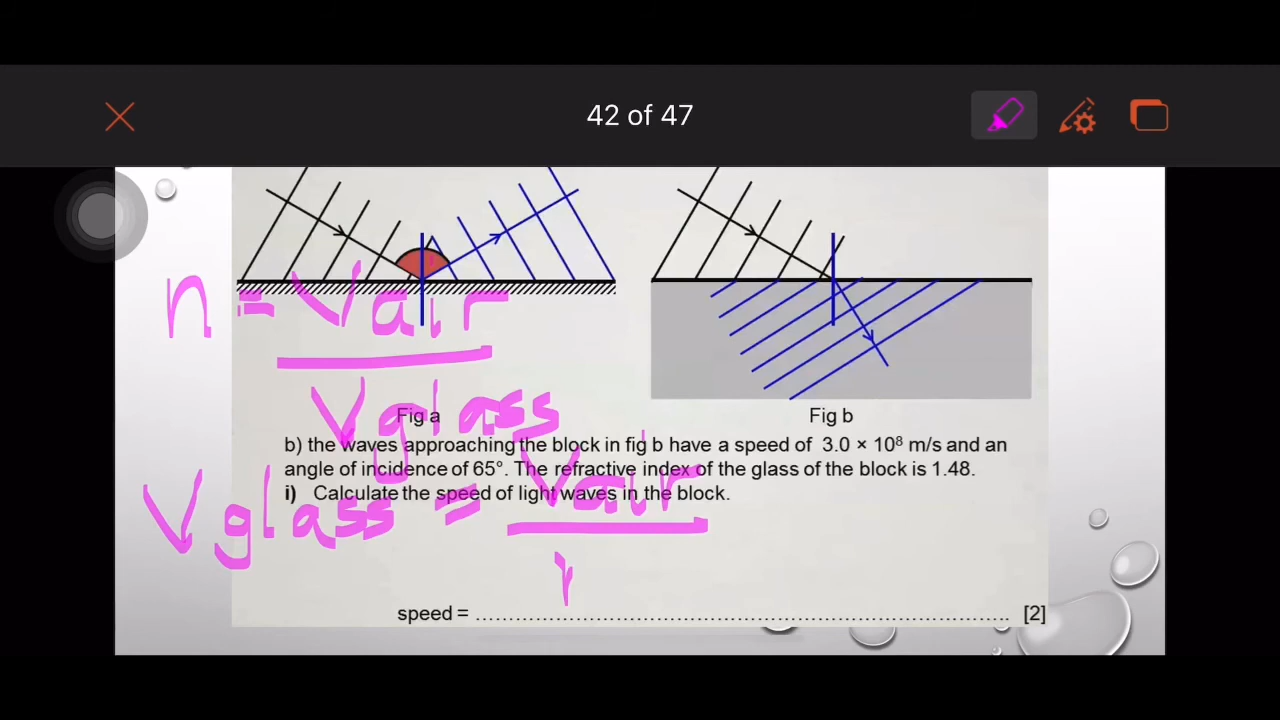 42 of 47
n = Vair
Vglass
Fig a
Fig b
b) the waves approaching the block in fig b have a speed of 3.0 × 10⁸ m/s and an
angle of incidence of 65°. The refractive index of the glass of the block is 1.48.
i) Calculate the speed of light waves in the block.
Vglass = Vair
speed = ........................................................................................ [2]